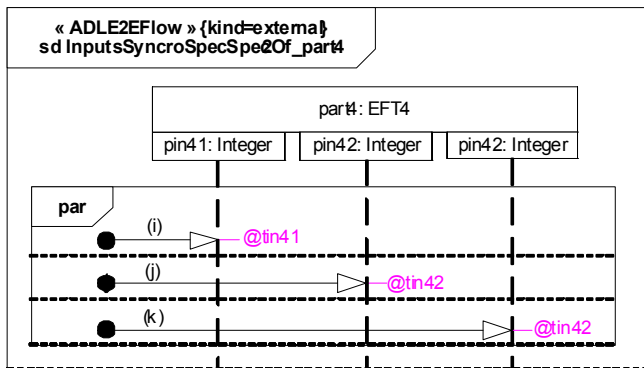 « ADLE2EFlow » {kind=external}
sd InputsSyncroSpecSpec2Of_part4
part4: EFT4
pin41: Integer
pin42: Integer
pin42: Integer
par
(i)
@tin41
(j)
@tin42
(k)
@tin42